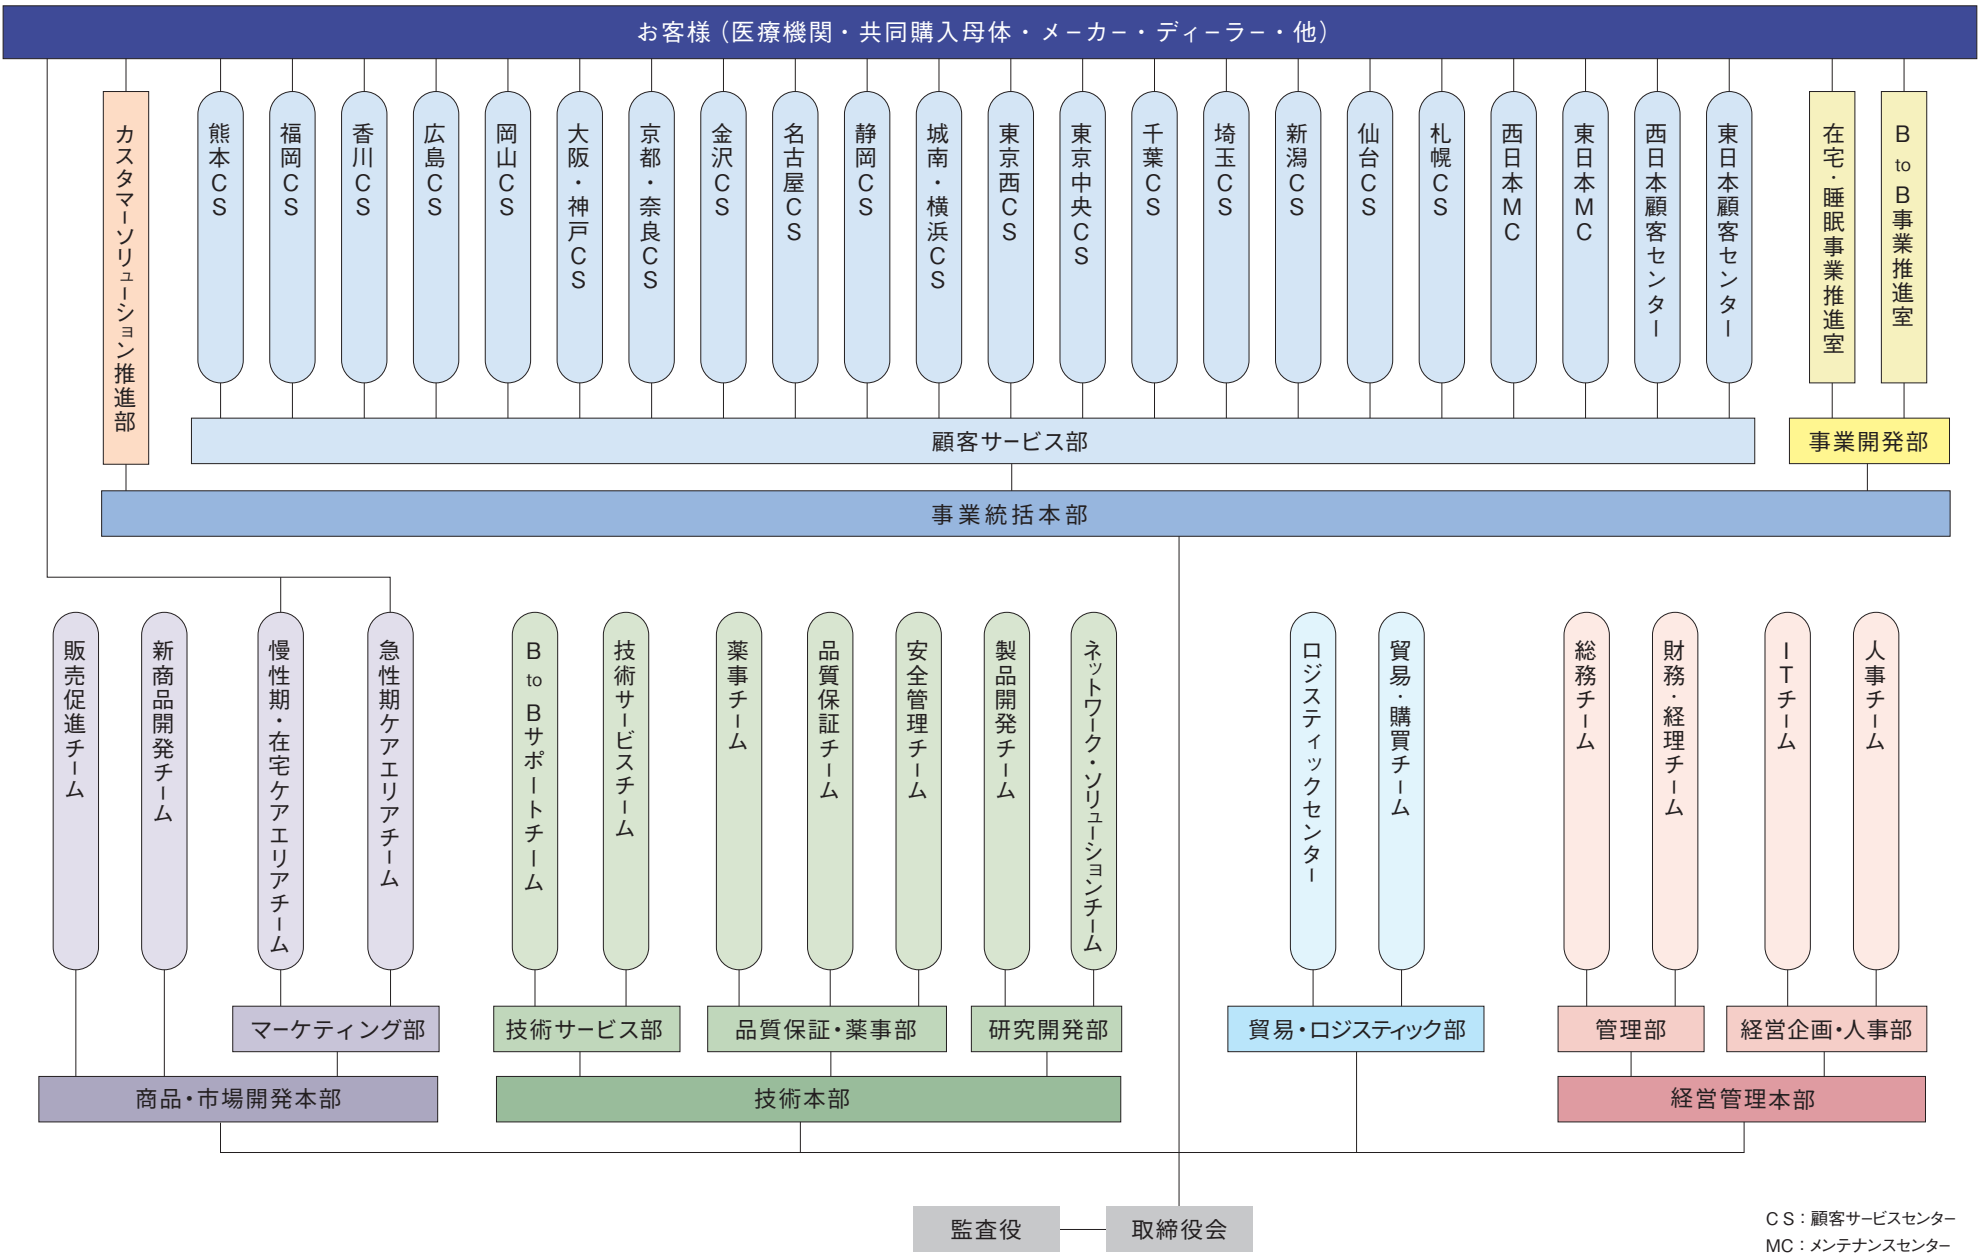 お客様（医療機関・共同購入母体・メーカー・ディーラー・他）
カスタマーソリューション推進部
熊本CS
福岡CS
香川CS
広島CS
岡山CS
大阪・神戸CS
京都・奈良CS
金沢CS
名古屋CS
静岡CS
城南・横浜CS
東京西CS
東京中央CS
千葉CS
埼玉CS
新潟CS
仙台CS
札幌CS
西日本MC
東日本MC
西日本顧客センター
東日本顧客センター
在宅・睡眠事業推進室
B to B事業推進室
顧客サービス部
事業開発部
事業統括本部
販売促進チーム
新商品開発チーム
慢性期・在宅ケアエリアチーム
急性期ケアエリアチーム
B to Bサポートチーム
技術サービスチーム
薬事チーム
品質保証チーム
安全管理チーム
製品開発チーム
ネットワーク・ソリューションチーム
ロジスティックセンター
貿易・購買チーム
総務チーム
財務・経理チーム
ITチーム
人事チーム
マーケティング部
技術サービス部
品質保証・薬事部
研究開発部
貿易・ロジスティック部
管理部
経営企画・人事部
商品・市場開発本部
技術本部
経営管理本部
監査役
取締役会
CS：顧客サービスセンター
MC：メンテナンスセンター